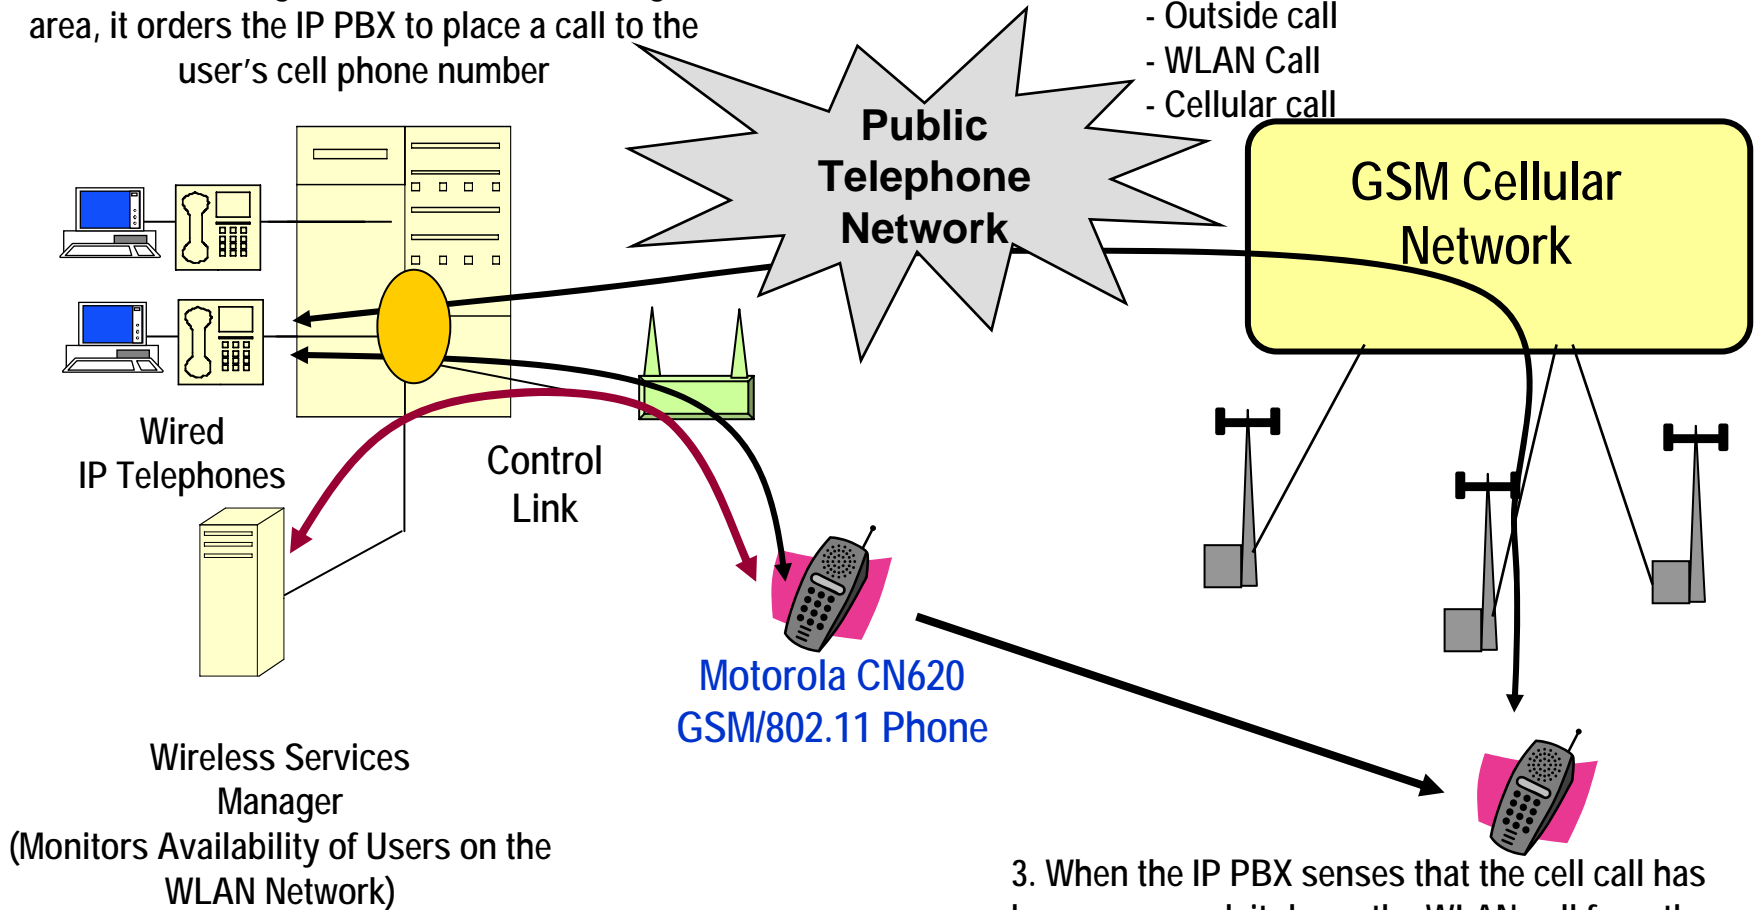 area, it orders the IP PBX to place a call to the
user's cell phone number
- Outside call
- WLAN Call
- Cellular call
Public
Telephone
Network
GSM Cellular
Network
Wired
IP Telephones
Control
Link
Motorola CN620
GSM/802.11 Phone
Wireless Services
Manager
(Monitors Availability of Users on the
WLAN Network)
3. When the IP PBX senses that the cell call has